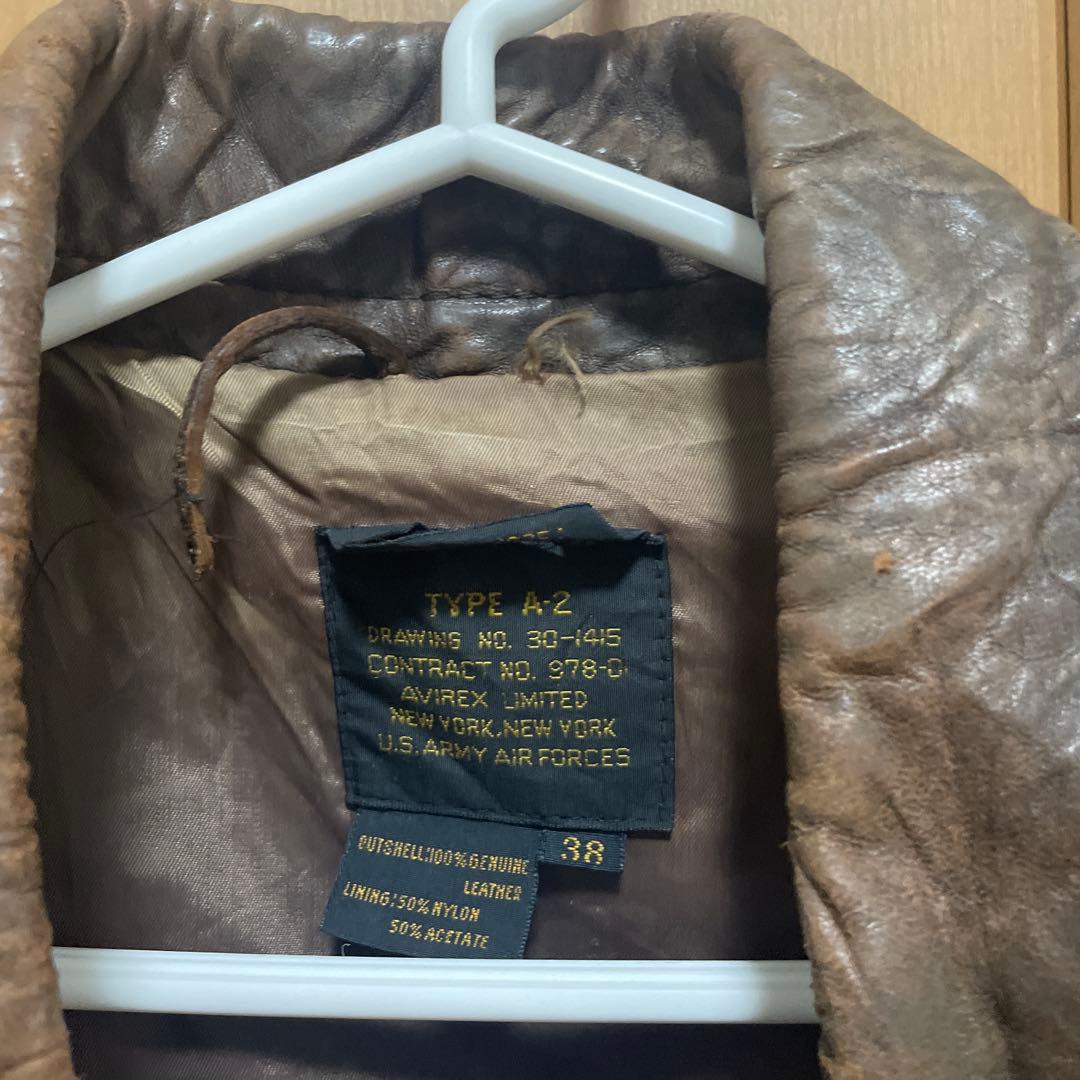 TYPE A-2
DRAWING NO. 30-1415
CONTRACT NO. 978-0
AVIREX LIMITED
NEW YORK, NEW YORK
U.S. ARMY AIR FORCES
38
OUTSHELL:100% GENUINE
LEATHER
LINING:50% NYLON
50% ACETATE